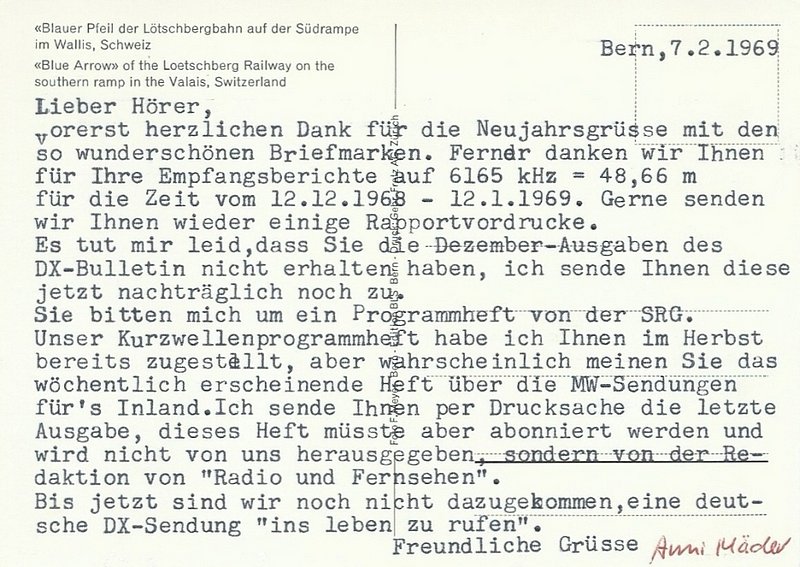 «Blauer Pfeil der Lötschbergbahn auf der Südrampe
im Wallis, Schweiz
«Blue Arrow» of the Loetschberg Railway on the
southern ramp in the Valais, Switzerland
Bern,7.2.1969
Lieber Hörer,
vorerst herzlichen Dank für die Neujahrsgrüsse mit den
so wunderschönen Briefmarken. Ferner danken wir Ihnen
für Ihre Empfangsberichte auf 6165 kHz = 48,66 m
für die Zeit vom 12.12.1968 - 12.1.1969. Gerne senden
wir Ihnen wieder einige Rapportvordrucke.
Es tut mir leid,dass Sie die Dezember-Ausgaben des
DX-Bulletin nicht erhalten haben, ich sende Ihnen diese
jetzt nachträglich noch zu.
Sie bitten mich um ein Programmheft von der SRG.
Unser Kurzwellenprogrammheft habe ich Ihnen im Herbst
bereits zugestellt, aber wahrscheinlich meinen Sie das
wöchentlich erscheinende Heft über die MW-Sendungen
für's Inland.Ich sende Ihnen per Drucksache die letzte
Ausgabe, dieses Heft müsste aber abonniert werden und
wird nicht von uns herausgegeben, sondern von der Re-
daktion von "Radio und Fernsehen".
Bis jetzt sind wir noch nicht dazugekommen,eine deut-
sche DX-Sendung "ins leben zu rufen".
Freundliche Grüsse Anni Mäder